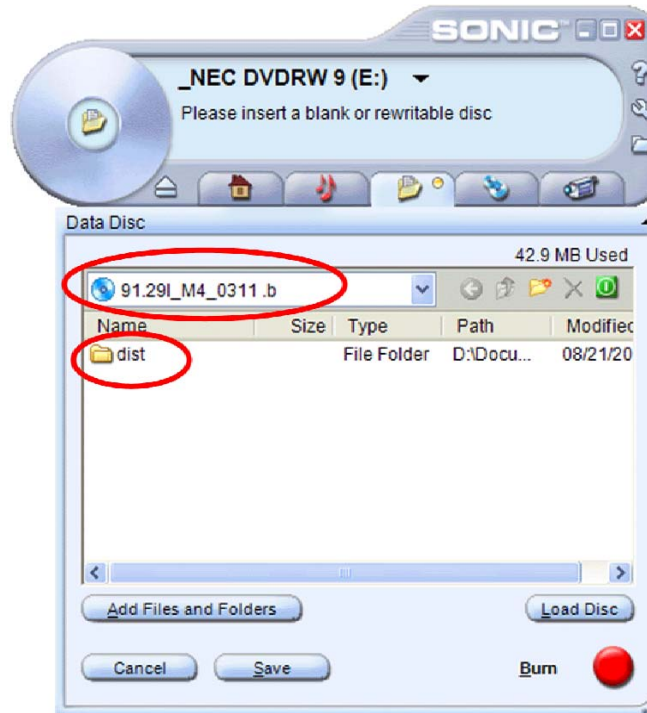 SONIC
_NEC DVDRW 9 (E:)
Please insert a blank or rewritable disc
Data Disc
42.9 MB Used
91.29I_M4_0311 .b
Name Size Type Path Modified
dist File Folder D:\Docu... 08/21/20
Add Files and Folders Load Disc
Cancel Save Burn